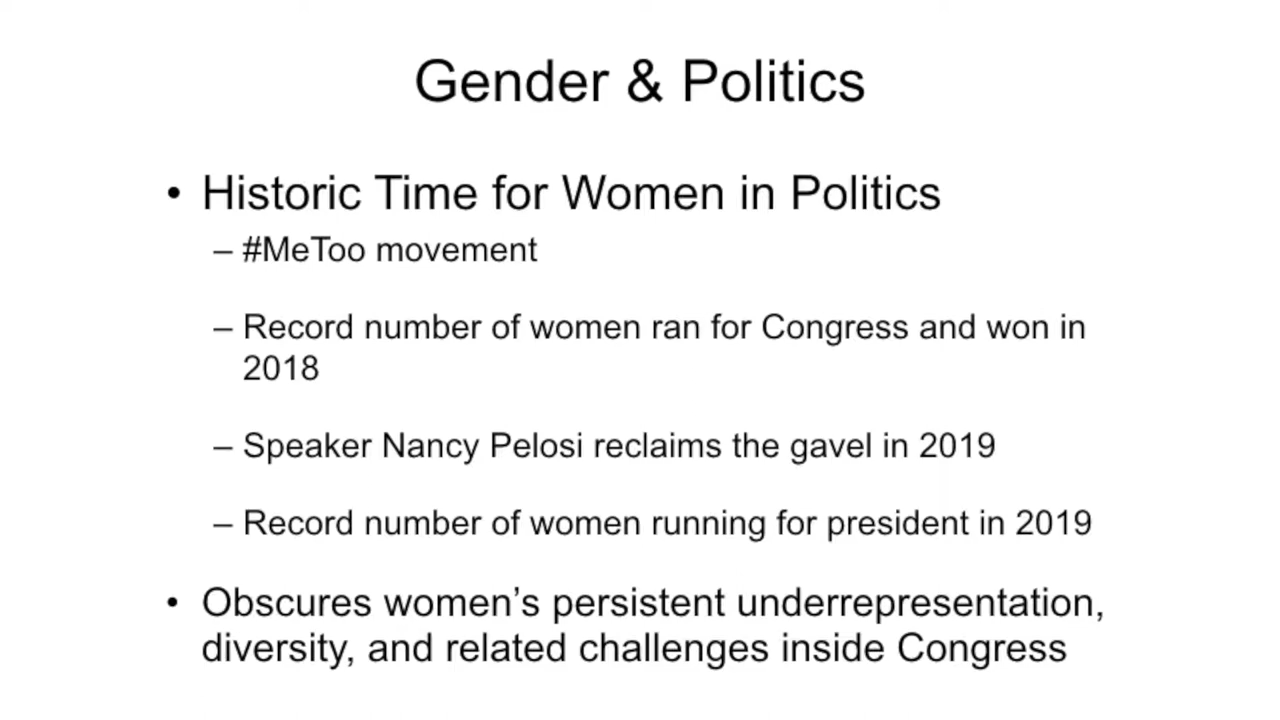 Gender & Politics
• Historic Time for Women in Politics
– #MeToo movement
– Record number of women ran for Congress and won in
2018
– Speaker Nancy Pelosi reclaims the gavel in 2019
– Record number of women running for president in 2019
• Obscures women’s persistent underrepresentation,
diversity, and related challenges inside Congress